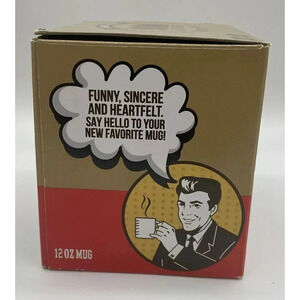 FUNNY, SINCERE
AND HEARTFELT.
SAY HELLO TO YOUR
NEW FAVORITE MUG!
12 OZ MUG